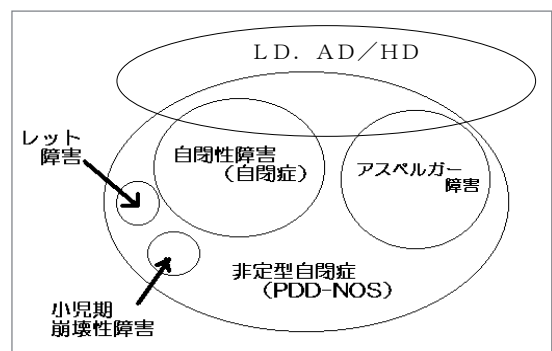 ＬＤ．ＡＤ／ＨＤ
レット
障害
自閉性障害
（自閉症）
アスペルガー
障害
非定型自閉症
（PDD-NOS）
小児期
崩壊性障害